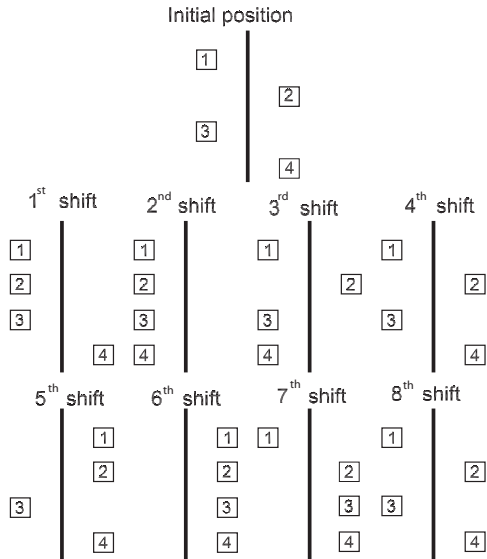 Initial position
1
2
3
4
1st shift 2nd shift 3rd shift 4th shift
1 1 1 1
2 2 2 2
3 3 3 3
4 4 4 4
5th shift 6th shift 7th shift 8th shift
1 1 1 1
2 2 2 2
3 3 3 3
4 4 4 4